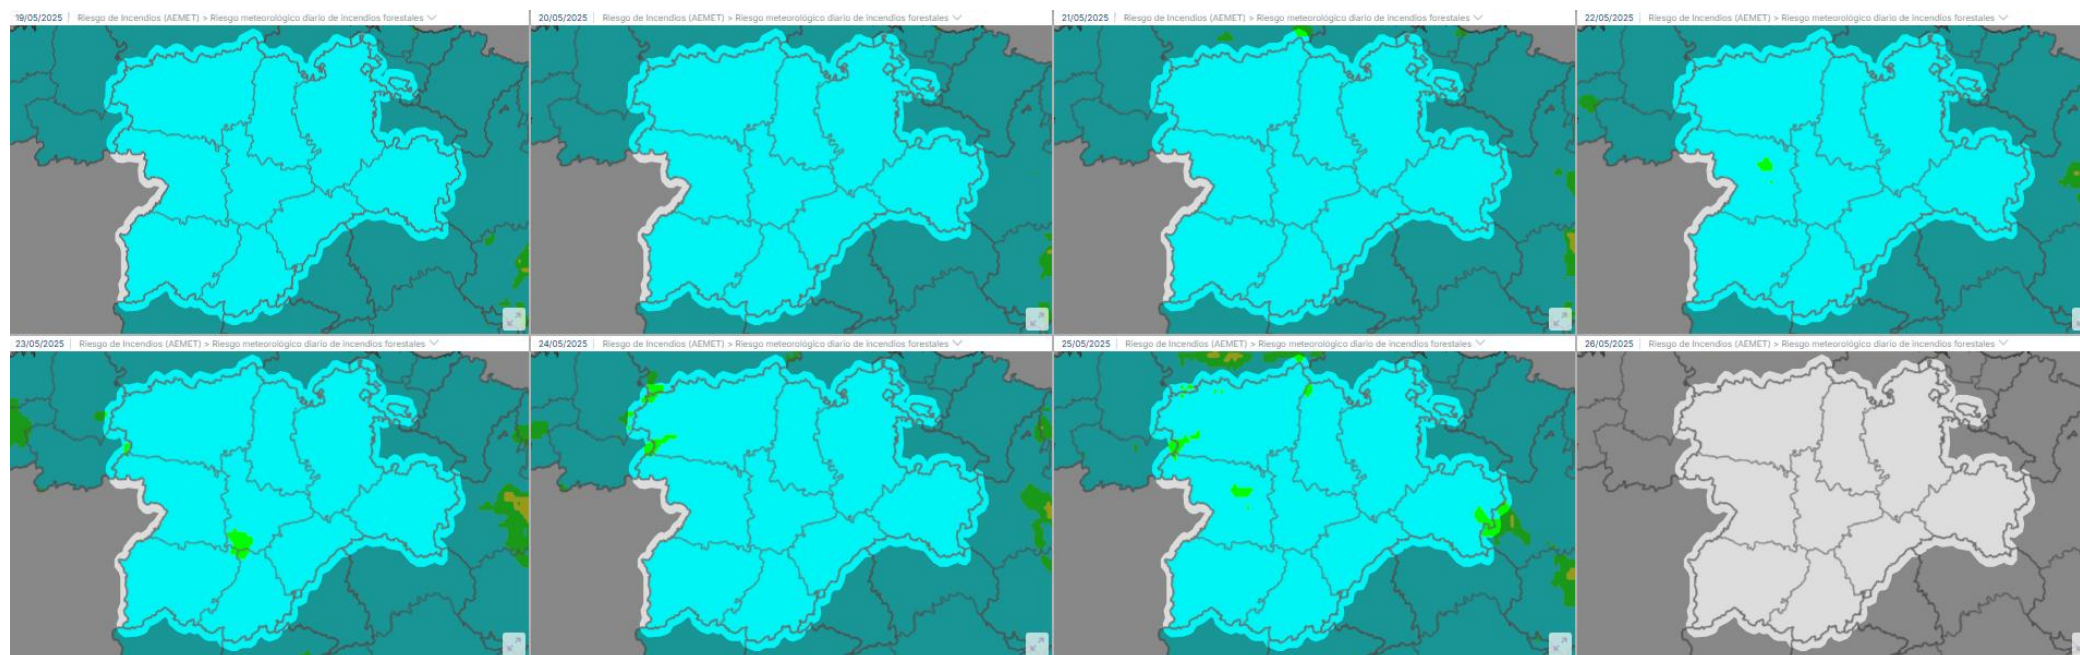 19/05/2025 Riesgo de Incendios (AEMET) > Riesgo meteorológico diario de incendios forestales
20/05/2025 Riesgo de Incendios (AEMET) > Riesgo meteorológico diario de incendios forestales
21/05/2025 Riesgo de Incendios (AEMET) > Riesgo meteorológico diario de incendios forestales
22/05/2025 Riesgo de Incendios (AEMET) > Riesgo meteorológico diario de incendios forestales
23/05/2025 Riesgo de Incendios (AEMET) > Riesgo meteorológico diario de incendios forestales
24/05/2025 Riesgo de Incendios (AEMET) > Riesgo meteorológico diario de incendios forestales
25/05/2025 Riesgo de Incendios (AEMET) > Riesgo meteorológico diario de incendios forestales
26/05/2025 Riesgo de Incendios (AEMET) > Riesgo meteorológico diario de incendios forestales